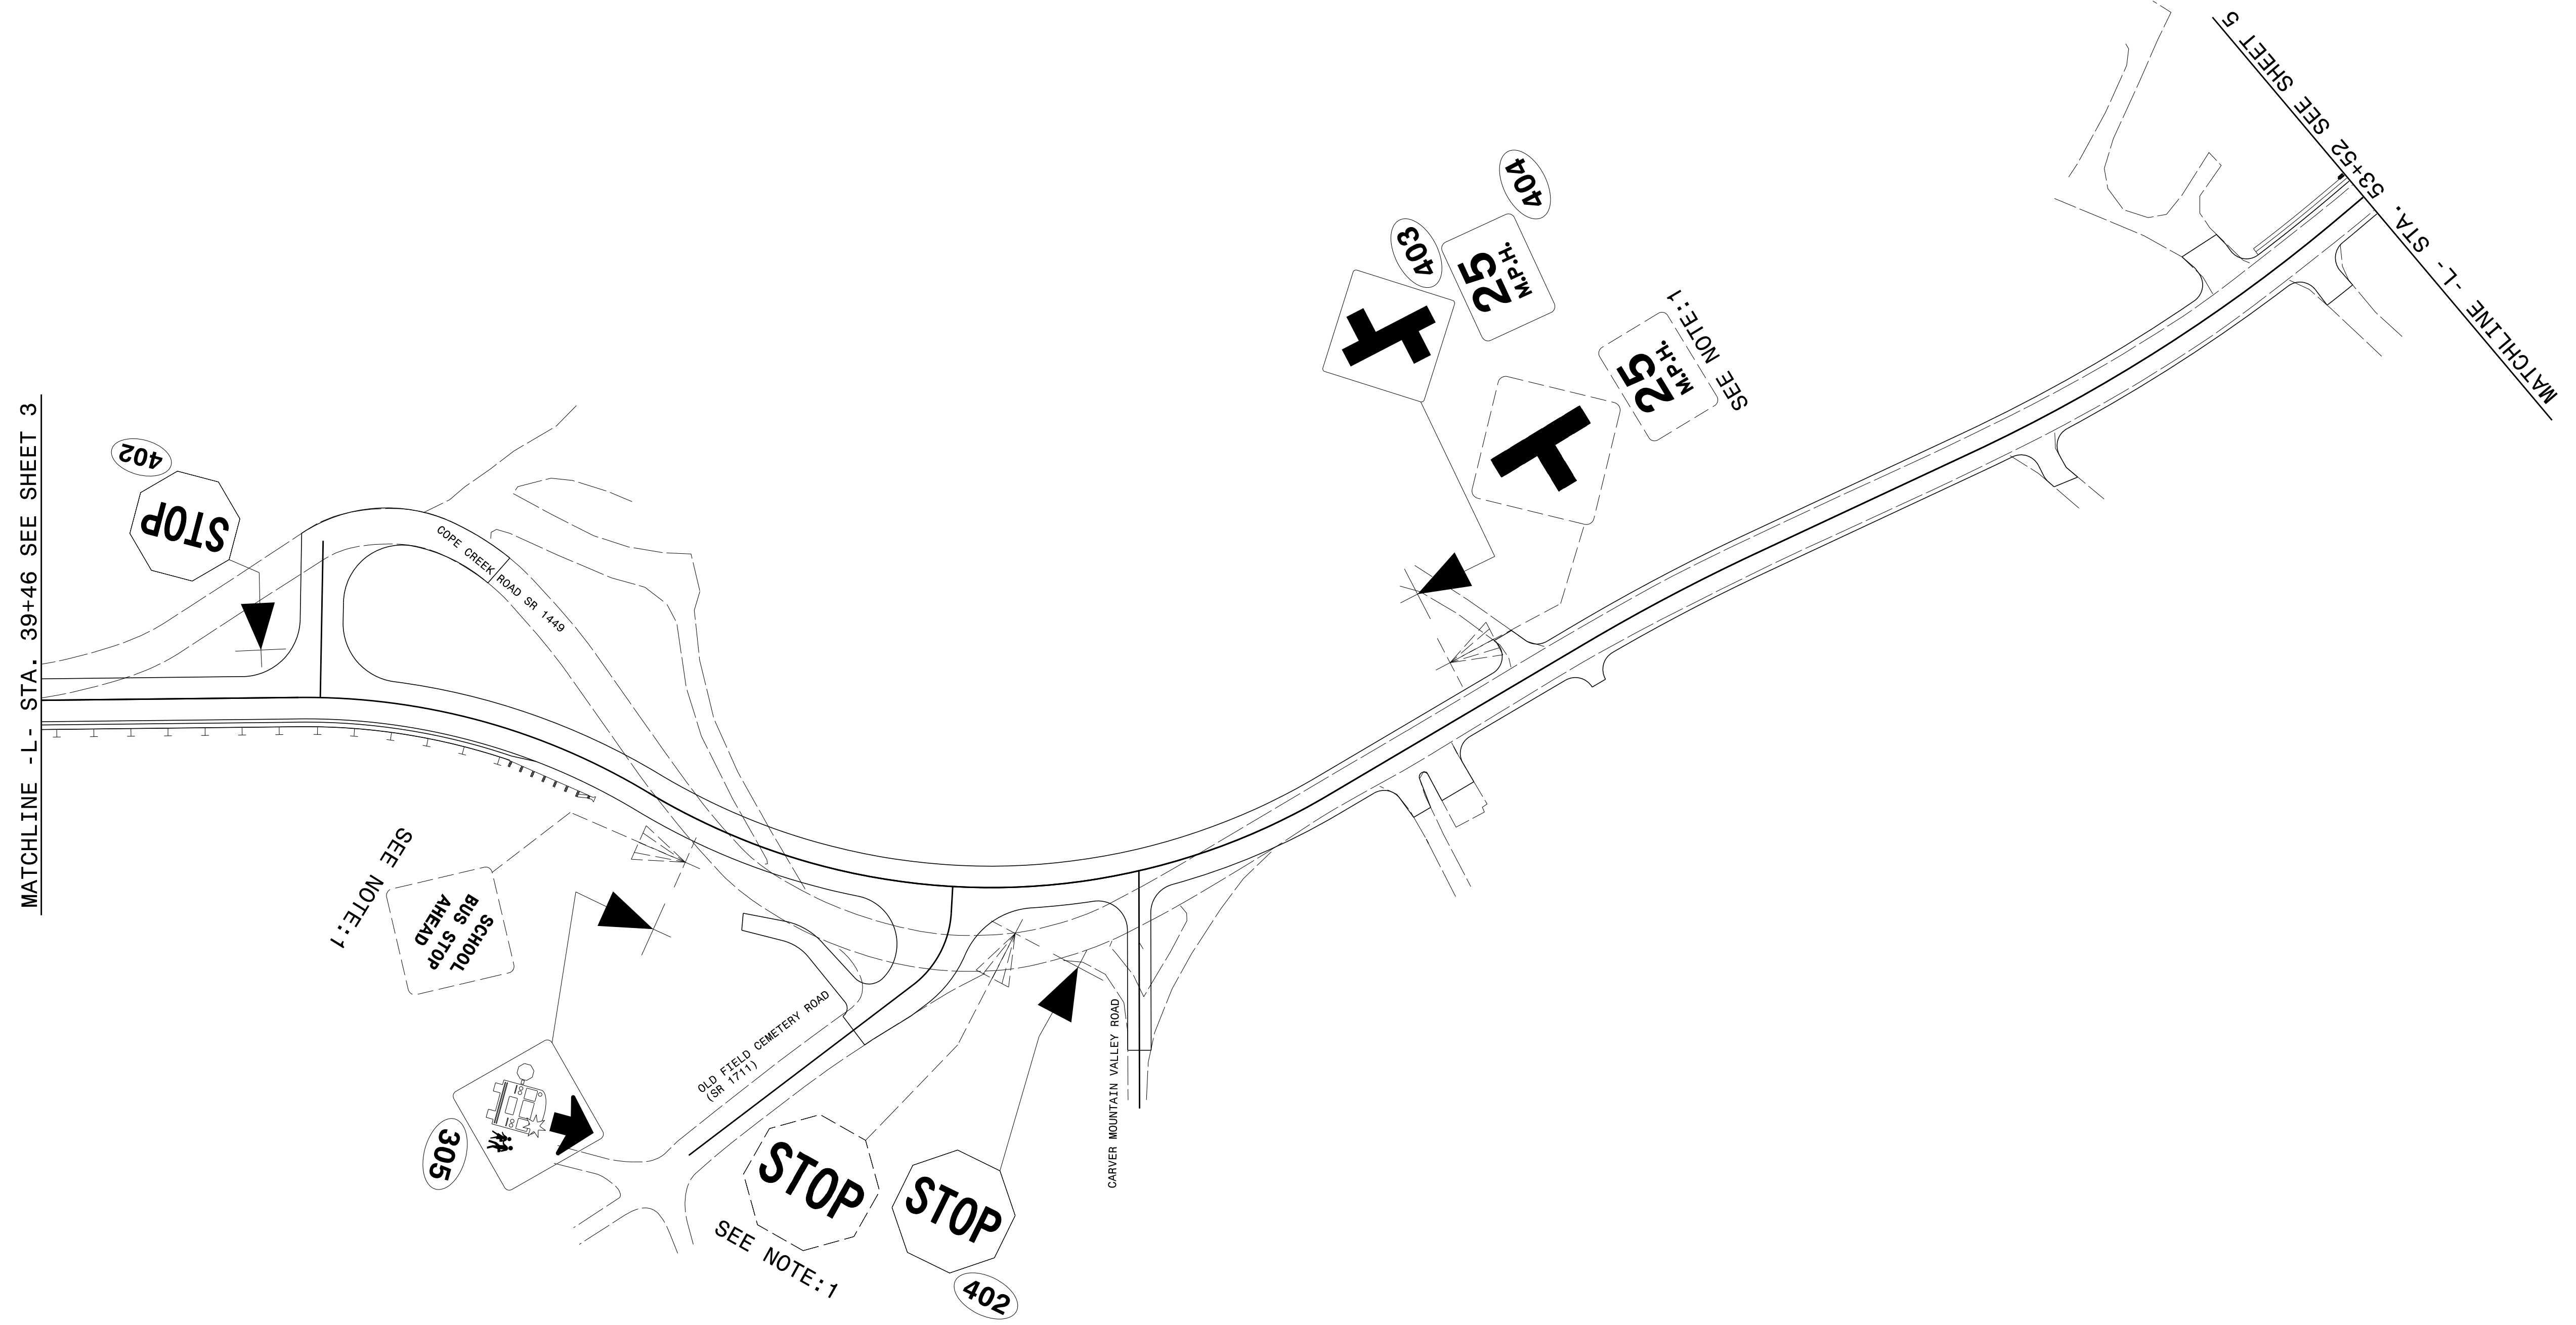 MATCHLINE -L- STA. 39+46 SEE SHEET 3
402
STOP
COPE CREEK ROAD SR 1449
403
404
25
M.P.H.
25
M.P.H.
SEE NOTE:1
MATCHLINE -L- STA. 53+52 SEE SHEET 5
SEE NOTE:1
SCHOOL
BUS STOP
AHEAD
305
18
18
OLD FIELD CEMETERY ROAD
(SR 1711)
STOP
SEE NOTE:1
STOP
402
CARVER MOUNTAIN VALLEY ROAD